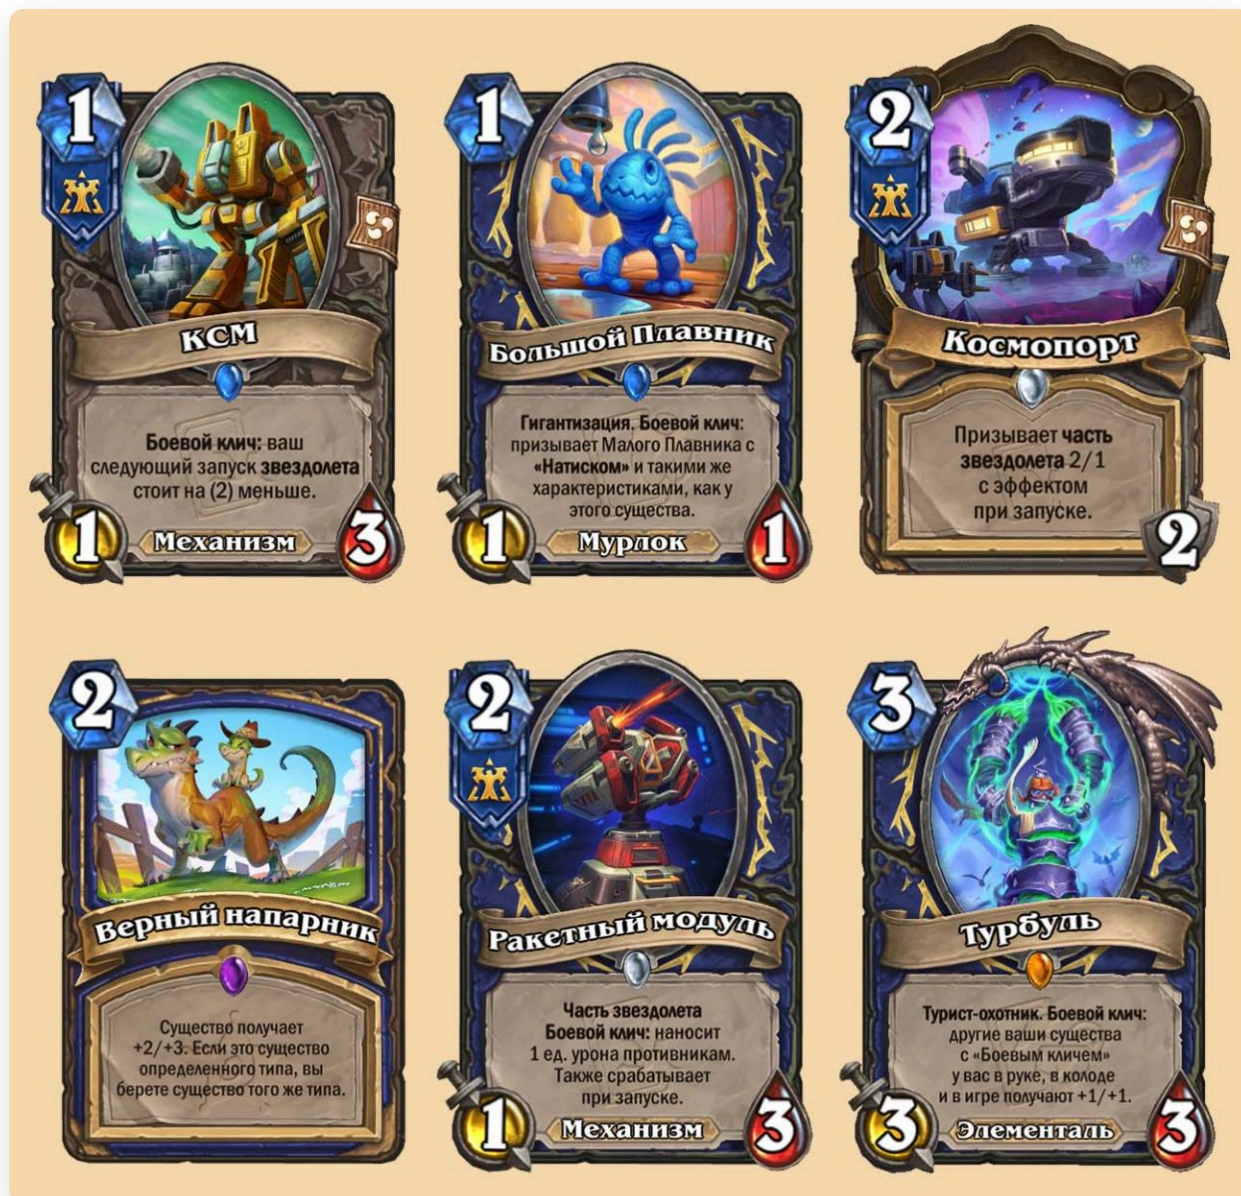 1
КСМ
Боевой клич: ваш
следующий запуск звездолета
стоит на (2) меньше.
1
Механизм
3
1
Большой Плавник
Гигантизация. Боевой клич:
призывает Малого Плавника с
«Натиском» и такими же
характеристиками, как у
этого существа.
1
Мурлок
1
2
Космопорт
Призывает часть
звездолета 2/1
с эффектом
при запуске.
2
2
Верный напарник
Существо получает
+2/+3. Если это существо
определенного типа, вы
берете существо того же типа.
2
Ракетный модуль
Часть звездолета
Боевой клич: наносит
1 ед. урона противникам.
Также срабатывает
при запуске.
1
Механизм
3
3
Турбуль
Турист-охотник. Боевой клич:
другие ваши существа
с «Боевым кличем»
у вас в руке, в колоде
и в игре получают +1/+1.
3
Элементаль
3